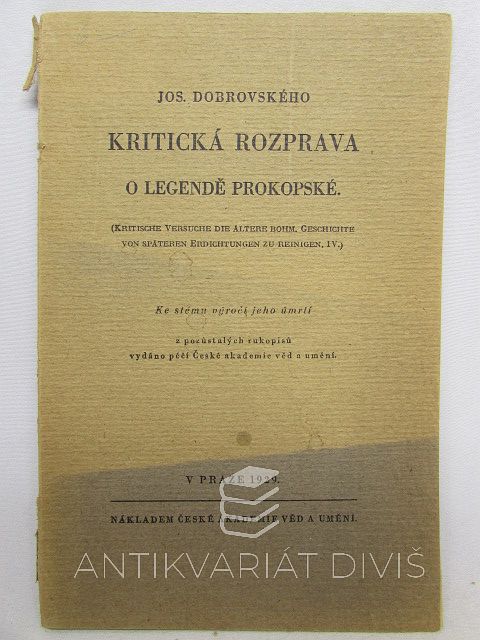 JOS. DOBROVSKÉHO
KRITICKÁ ROZPRAVA
O LEGENDĚ PROKOPSKÉ.
(KRITISCHE VERSUCHE DIE ÄLTERE BÖHM. GESCHICHTE
VON SPÄTEREN ERDICHTUNGEN ZU REINIGEN, IV.)
Ke stému výročí jeho úmrtí
z pozůstalých rukopisů
vydáno péčí České akademie věd a umění.
V PRAZE 1929.
NÁKLADEM ČESKÉ AKADEMIE VĚD A UMĚNÍ.
ANTIKVARIÁT DIVIŠ